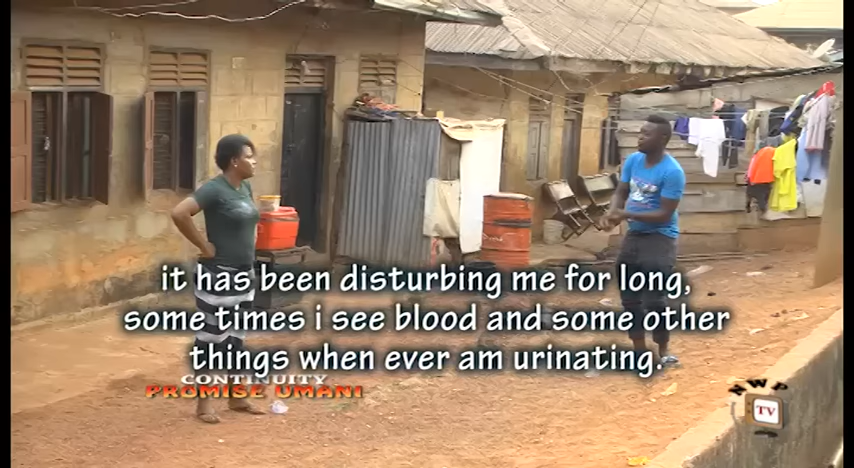 it has been disturbing me for long,
some times i see blood and some other
things when ever am urinating.
CONTINUITY
PROMISE UMANI
NWP
TV